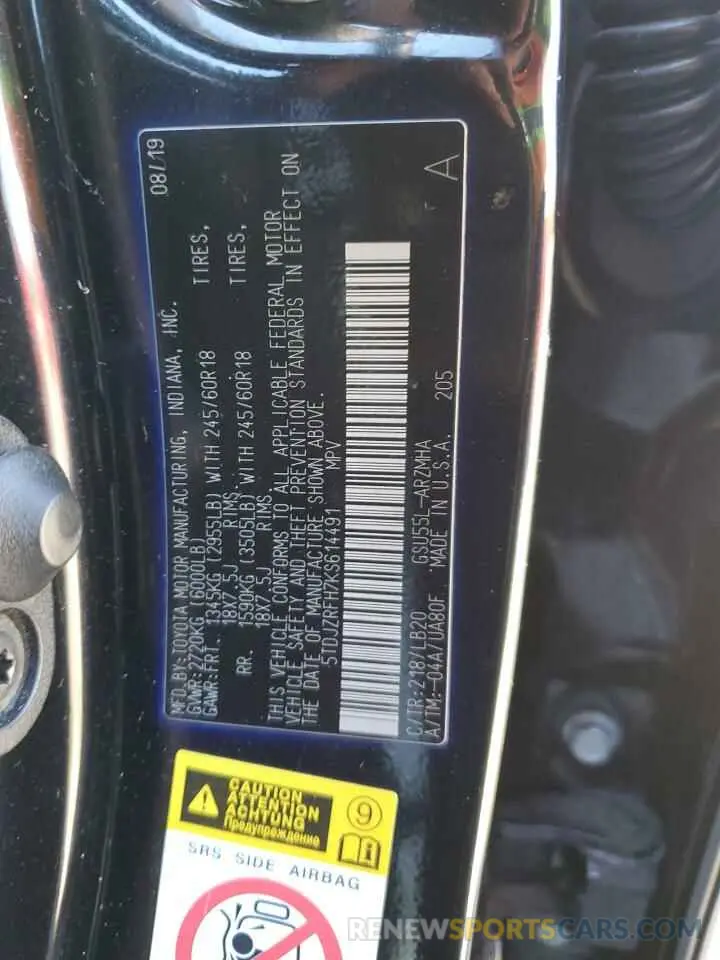 MFD.BY:TOYOTA MOTOR MANUFACTURING, INDIANA, INC. 08/19
GVWR:2720KG(6000LB)
GAWR:FRT. 1345KG (2955LB) WITH 245/60R18 TIRES,
18X7.5J RIMS,
RR. 1590KG (3505LB) WITH 245/60R18 TIRES,
18X7.5J RIMS.
THIS VEHICLE CONFORMS TO ALL APPLICABLE FEDERAL MOTOR
VEHICLE SAFETY AND THEFT PREVENTION STANDARDS IN EFFECT ON
THE DATE OF MANUFACTURE SHOWN ABOVE.
5TDJZRFH7KS614491 MPV
C/TR:218/LB20 GSU55L-ARZMHA
A/TM:-04A/UA80F MADE IN U.S.A. 205
A
CAUTION
ATTENTION
ACHTUNG
Предупреждение
9
SRS SIDE AIRBAG
RENEWSPORTSCARS.COM